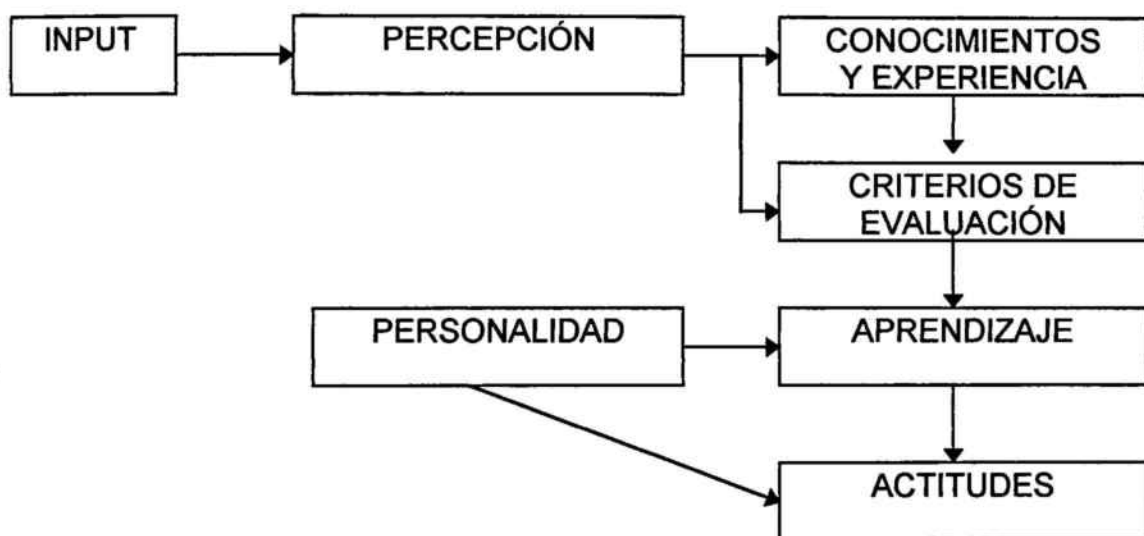 INPUT
PERCEPCIÓN
CONOCIMIENTOS
Y EXPERIENCIA
CRITERIOS DE
EVALUACIÓN
PERSONALIDAD
APRENDIZAJE
ACTITUDES